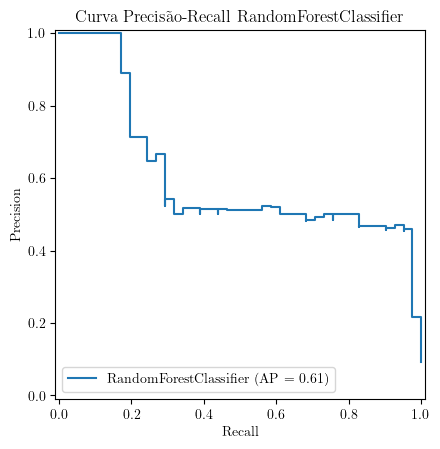 Curva Precisão-Recall RandomForestClassifier
1.0
0.8
0.6
0.4
0.2
0.0
Precision
RandomForestClassifier (AP = 0.61)
0.0 0.2 0.4 0.6 0.8 1.0
Recall